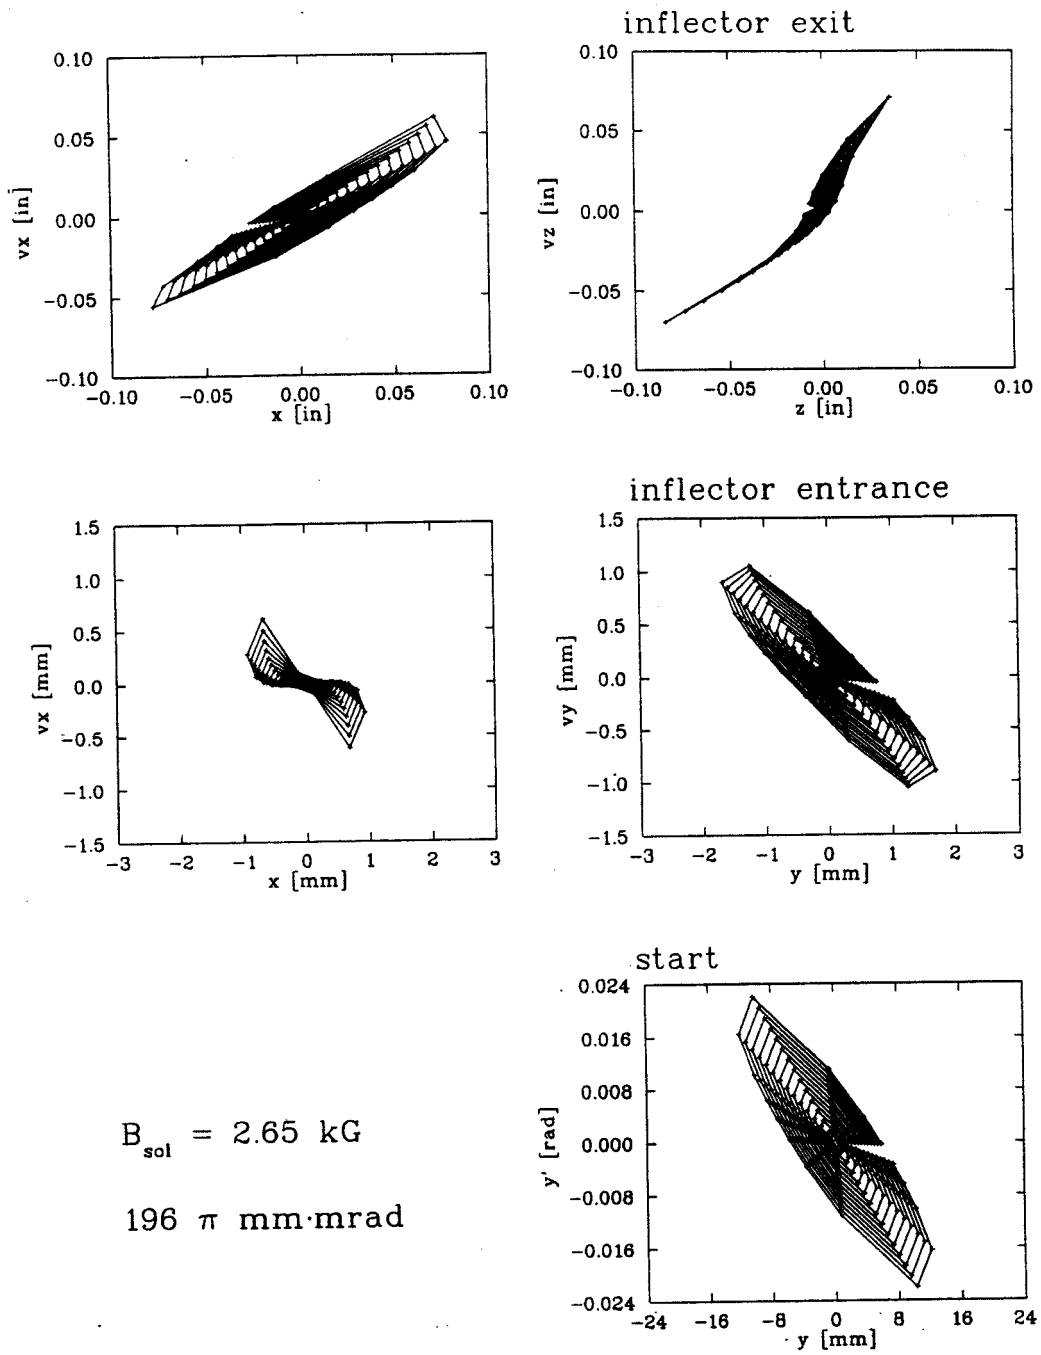 inflector exit
0.10
0.05
0.00
−0.05
−0.10
vx [in]
−0.10 −0.05 0.00 0.05 0.10
x [in]
0.10
0.05
0.00
−0.05
−0.10
vz [in]
−0.10 −0.05 0.00 0.05 0.10
z [in]
inflector entrance
1.5
1.0
0.5
0.0
−0.5
−1.0
−1.5
vx [mm]
−3 −2 −1 0 1 2 3
x [mm]
1.5
1.0
0.5
0.0
−0.5
−1.0
−1.5
vy [mm]
−3 −2 −1 0 1 2 3
y [mm]
start
0.024
0.016
0.008
0.000
−0.008
−0.016
−0.024
y' [rad]
−24 −16 −8 0 8 16 24
y [mm]
B_sol = 2.65 kG
196 π mm·mrad